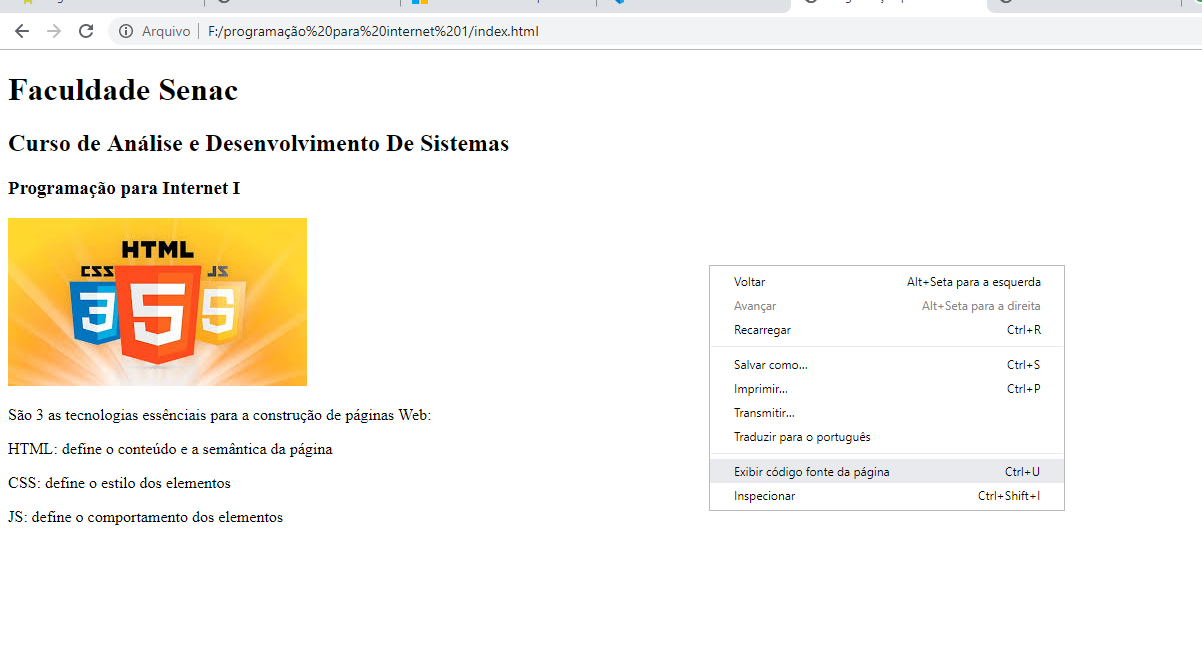 Arquivo | F:/programação%20para%20internet%201/index.html
Faculdade Senac
Curso de Análise e Desenvolvimento De Sistemas
Programação para Internet I
HTML
CSS JS
3 5 5
São 3 as tecnologias essênciais para a construção de páginas Web:
HTML: define o conteúdo e a semântica da página
CSS: define o estilo dos elementos
JS: define o comportamento dos elementos
Voltar Alt+Seta para a esquerda
Avançar Alt+Seta para a direita
Recarregar Ctrl+R
Salvar como... Ctrl+S
Imprimir... Ctrl+P
Transmitir...
Traduzir para o português
Exibir código fonte da página Ctrl+U
Inspecionar Ctrl+Shift+I